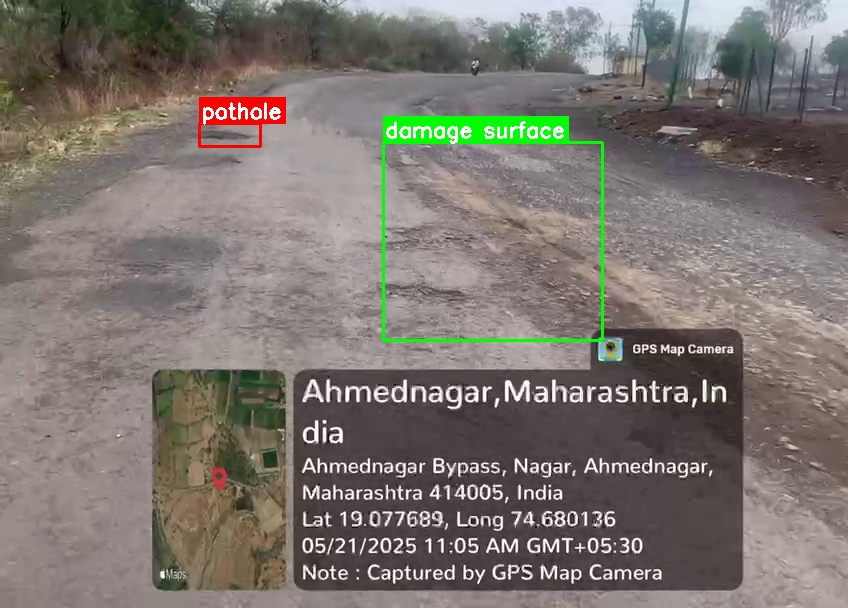 pathole
damage surface
GPS Map Camera
Ahmednagar,Maharashtra,In
dia
Ahmednagar Bypass, Nagar, Ahmednagar,
Maharashtra 414005, India
Lat 19.077689, Long 74.680136
05/21/2025 11:05 AM GMT+05:30
Note : Captured by GPS Map Camera
Maps